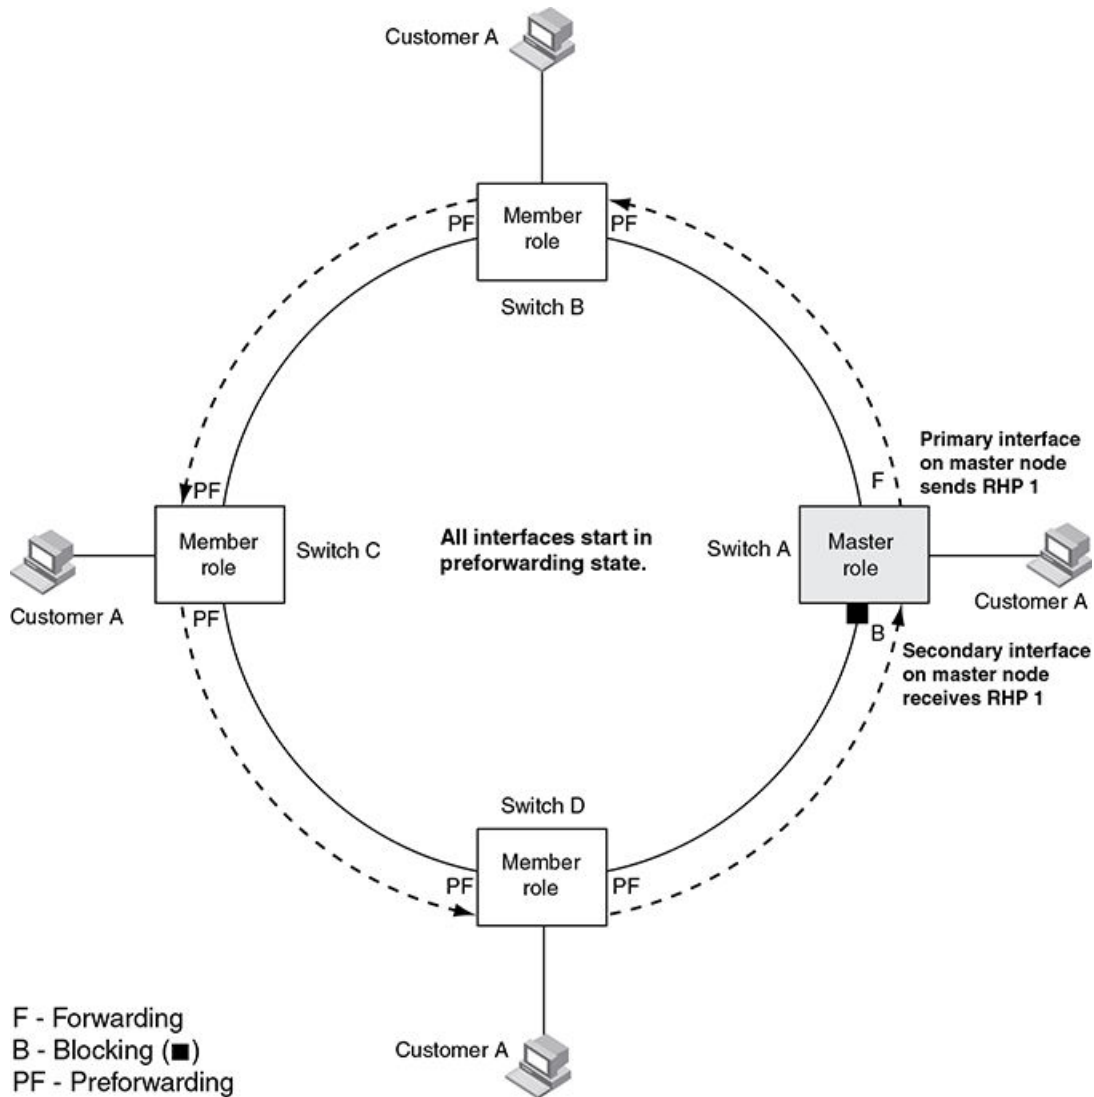 Customer A
Member
role
PF
PF
Switch B
Primary interface
on master node
sends RHP 1
F
PF
Member
role
Switch C
All interfaces start in
preforwarding state.
Switch A
Master
role
Customer A
PF
Customer A
B
Secondary interface
on master node
receives RHP 1
Switch D
Member
role
PF
PF
Customer A
F - Forwarding
B - Blocking (■)
PF - Preforwarding